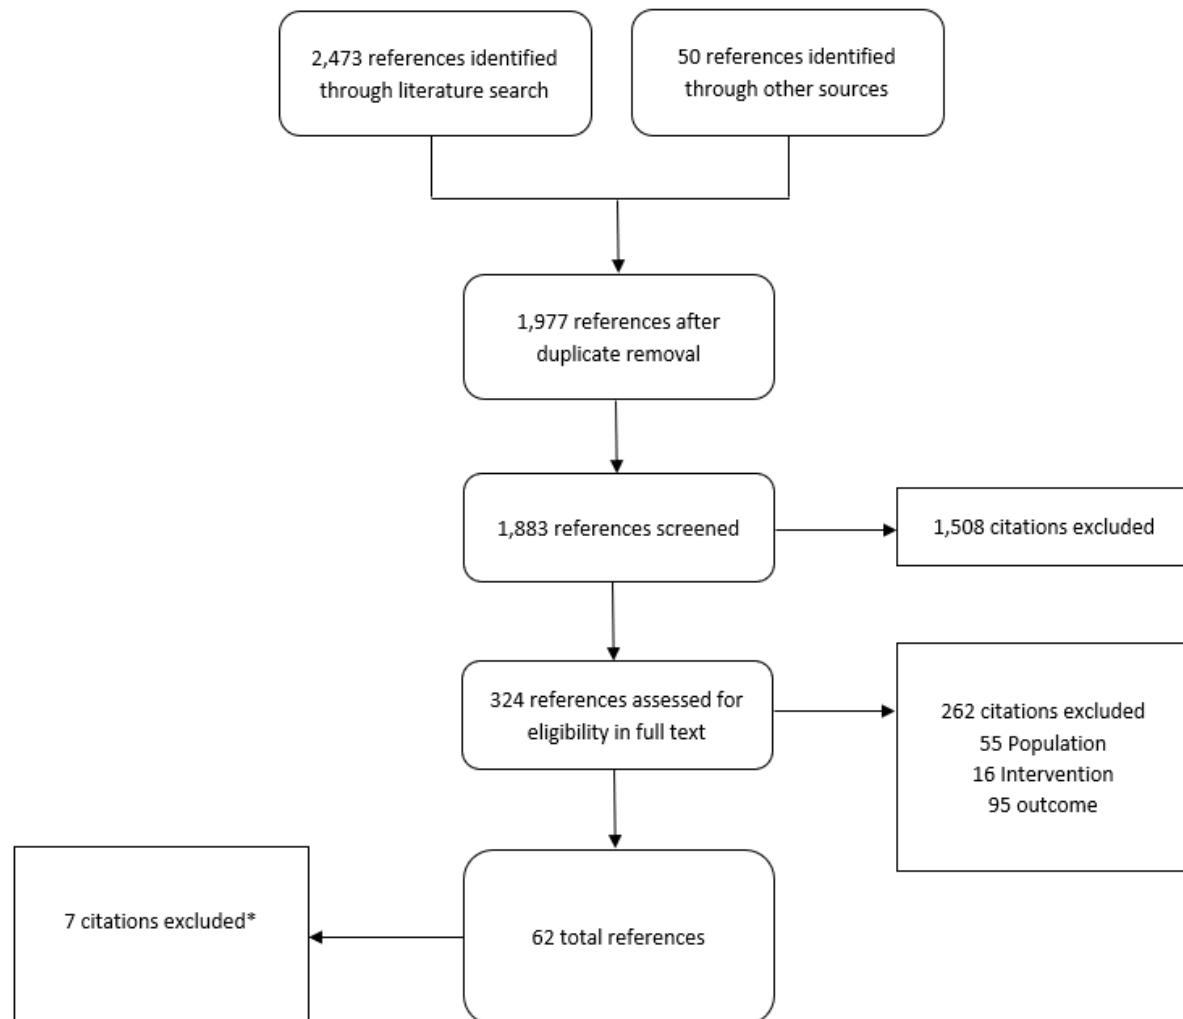 2,473 references identified
through literature search
50 references identified
through other sources
1,977 references after
duplicate removal
1,883 references screened
1,508 citations excluded
324 references assessed for
eligibility in full text
262 citations excluded
55 Population
16 Intervention
95 outcome
7 citations excluded*
62 total references